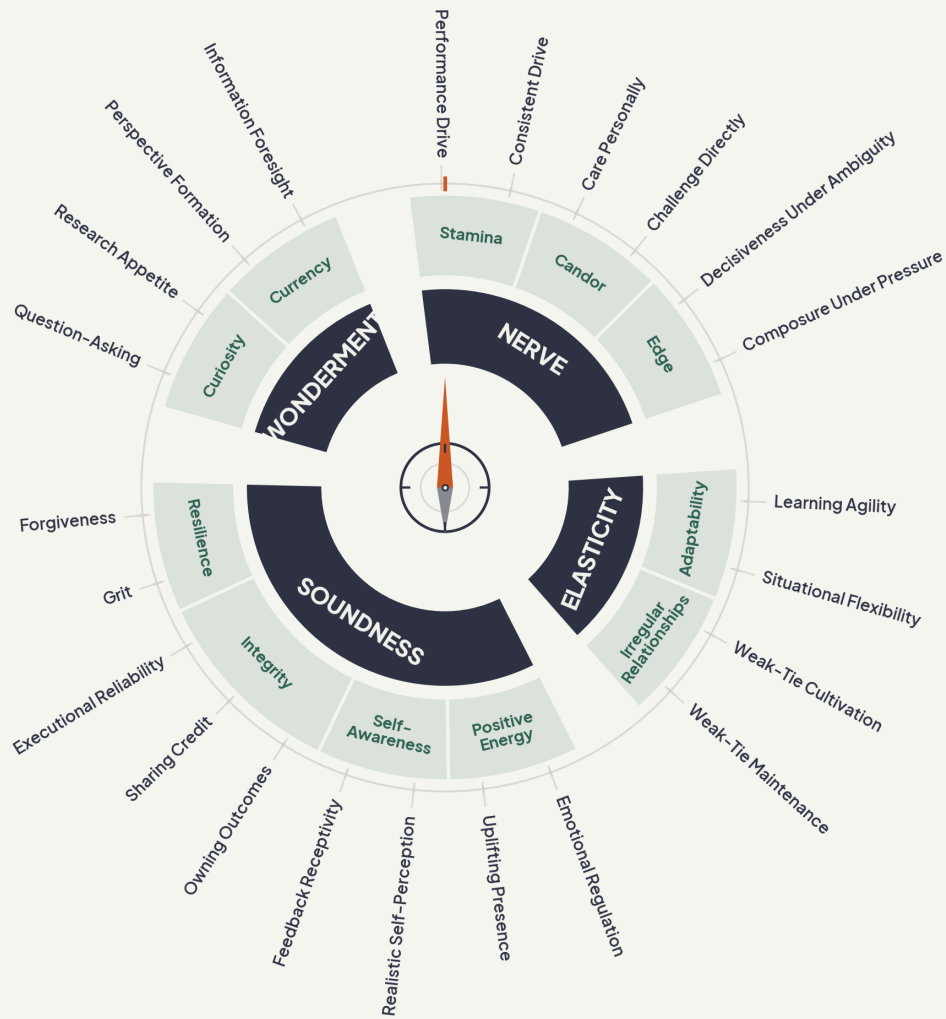 Performance Drive
Consistent Drive
Care Personally
Challenge Directly
Decisiveness Under Ambiguity
Composure Under Pressure
Learning Agility
Situational Flexibility
Weak-Tie Cultivation
Weak-Tie Maintenance
Emotional Regulation
Uplifting Presence
Realistic Self-Perception
Feedback Receptivity
Owning Outcomes
Sharing Credit
Executional Reliability
Grit
Forgiveness
Question-Asking
Research Appetite
Perspective Formation
Information Foresight
Stamina
Candor
Edge
Adaptability
Irregular
Relationships
Positive
Energy
Self-
Awareness
Integrity
Resilience
Curiosity
Currency
NERVE
ELASTICITY
SOUNDNESS
WONDERMENT